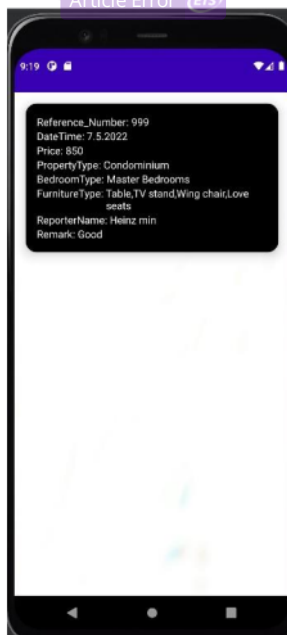 Article Error ETS
9:19
Reference_Number: 999
DateTime: 7.5.2022
Price: 850
PropertyType: Condominium
BedroomType: Master Bedrooms
FurnitureType: Table,TV stand,Wing chair,Love
seats
ReporterName: Heinz min
Remark: Good